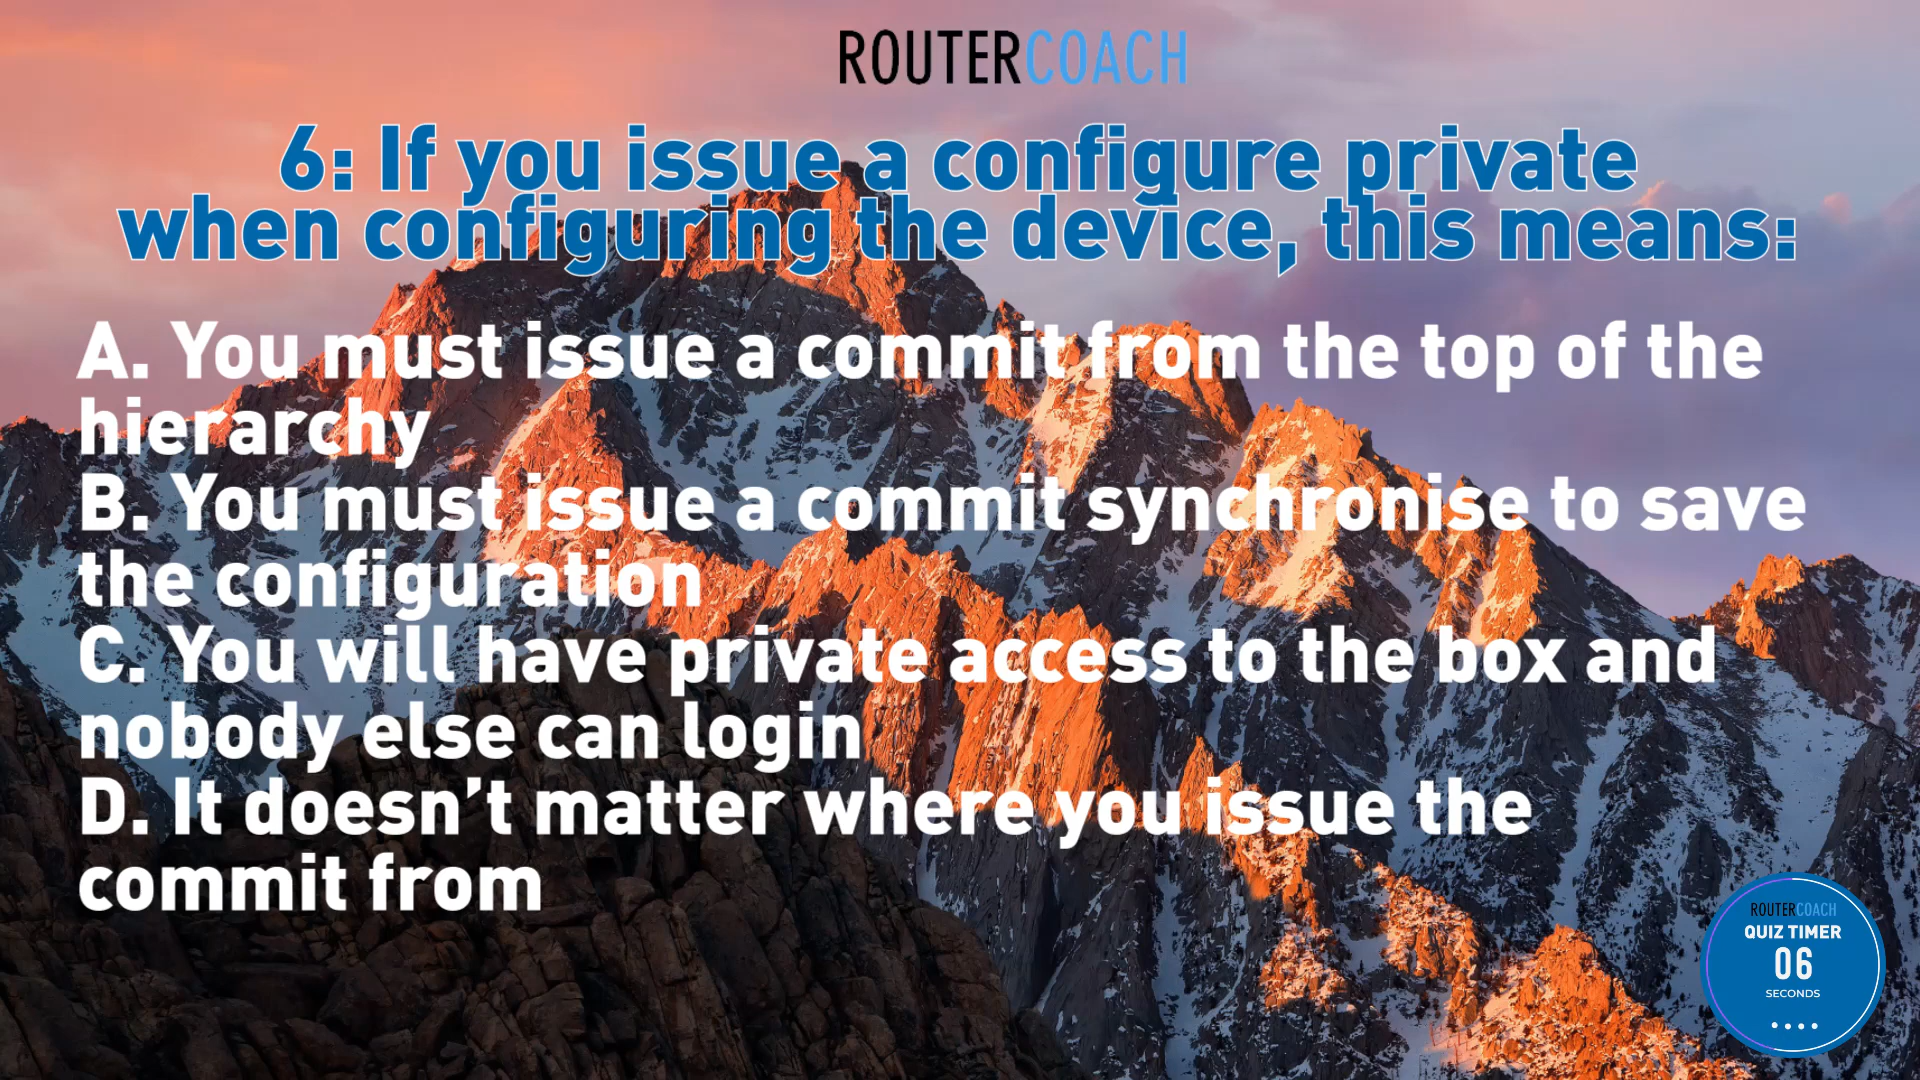 ROUTERCOACH
6: If you issue a configure private
when configuring the device, this means:
A. You must issue a commit from the top of the
hierarchy
B. You must issue a commit synchronise to save
the configuration
C. You will have private access to the box and
nobody else can login
D. It doesn’t matter where you issue the
commit from
ROUTERCOACH
QUIZ TIMER
06
SECONDS